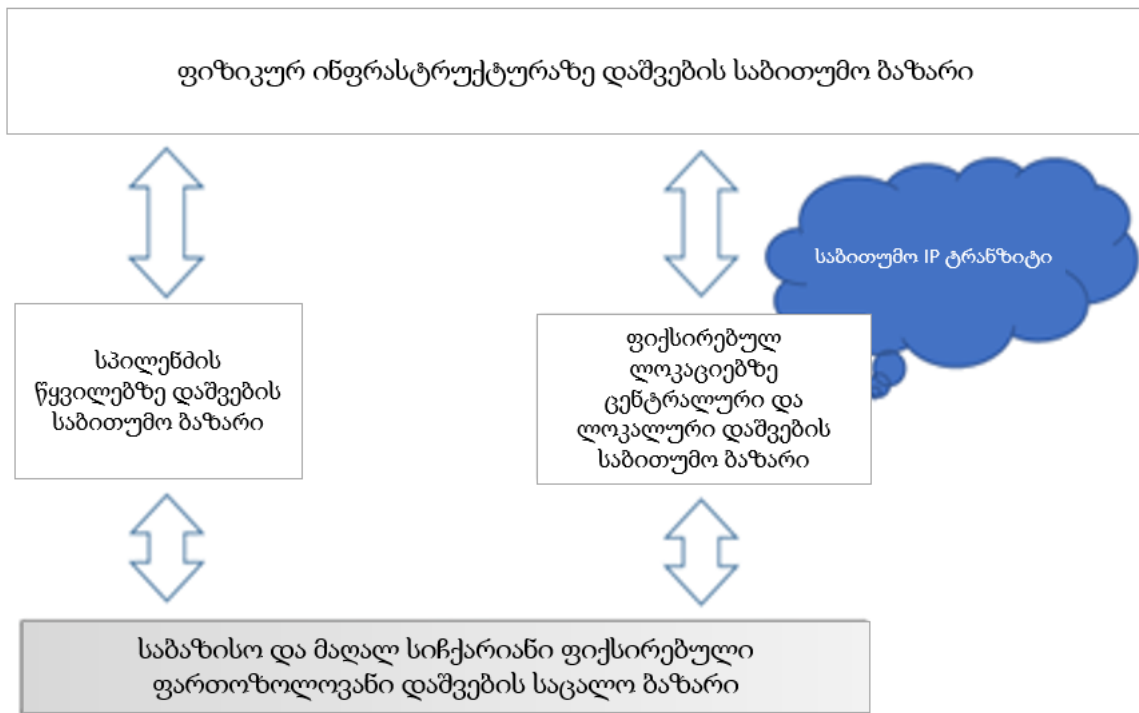 ფიზიკურ ინფრასტრუქტურაზე დაშვების საბითუმო ბაზარი
საბითუმო IP ტრანზიტი
სპილენძის
წყვილებზე დაშვების
საბითუმო ბაზარი
ფიქსირებულ
ლოკაციებზე
ცენტრალური და
ლოკალური დაშვების
საბითუმო ბაზარი
საბაზისო და მაღალ სიჩქარიანი ფიქსირებული
ფართოზოლოვანი დაშვების საცალო ბაზარი